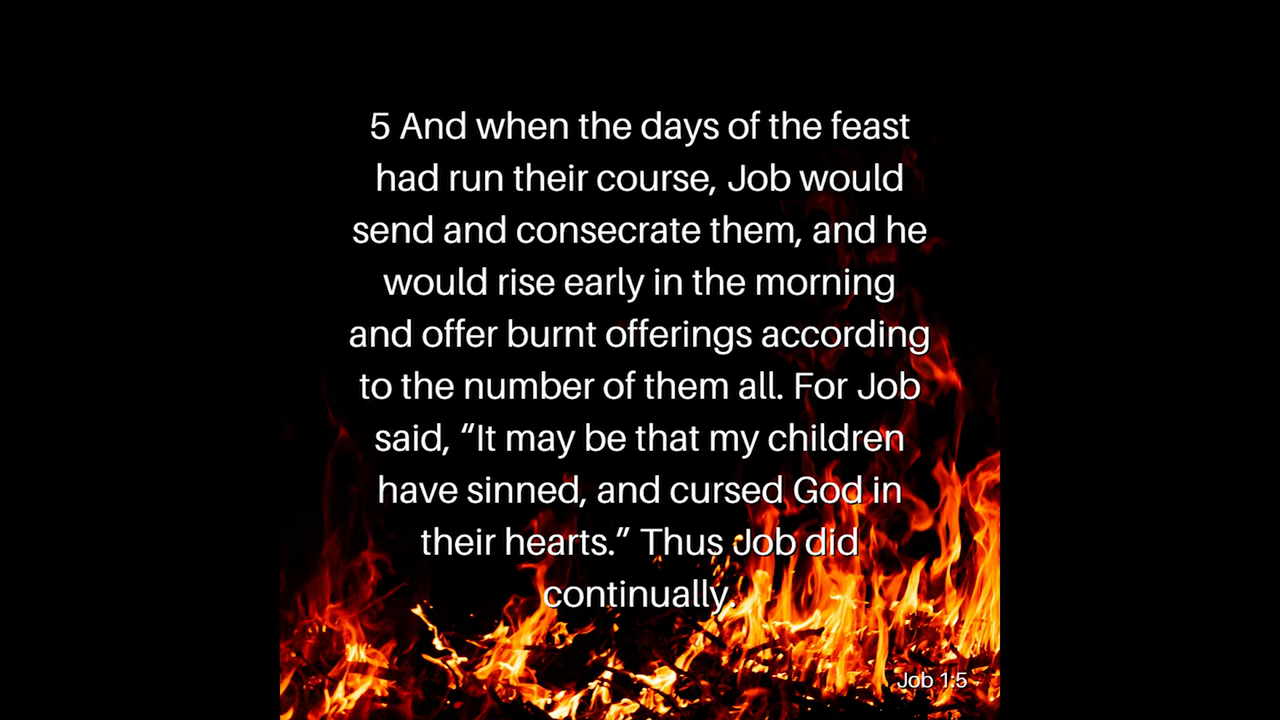 5 And when the days of the feast
had run their course, Job would
send and consecrate them, and he
would rise early in the morning
and offer burnt offerings according
to the number of them all. For Job
said, “It may be that my children
have sinned, and cursed God in
their hearts.” Thus Job did
continually.
Job 1:5